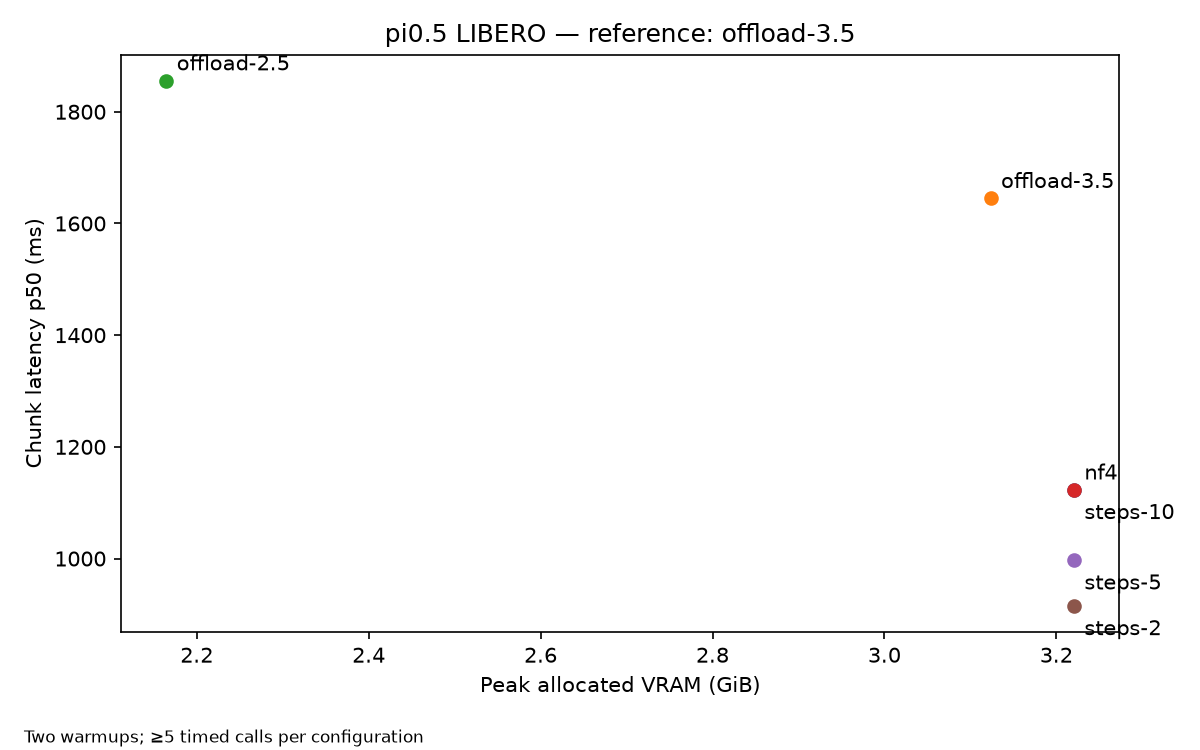 pi0.5 LIBERO — reference: offload-3.5
offload-2.5
1800
offload-3.5
1600
Chunk latency p50 (ms)
1400
1200
nf4
steps-10
1000
steps-5
steps-2
2.2 2.4 2.6 2.8 3.0 3.2
Peak allocated VRAM (GiB)
Two warmups; ≥5 timed calls per configuration